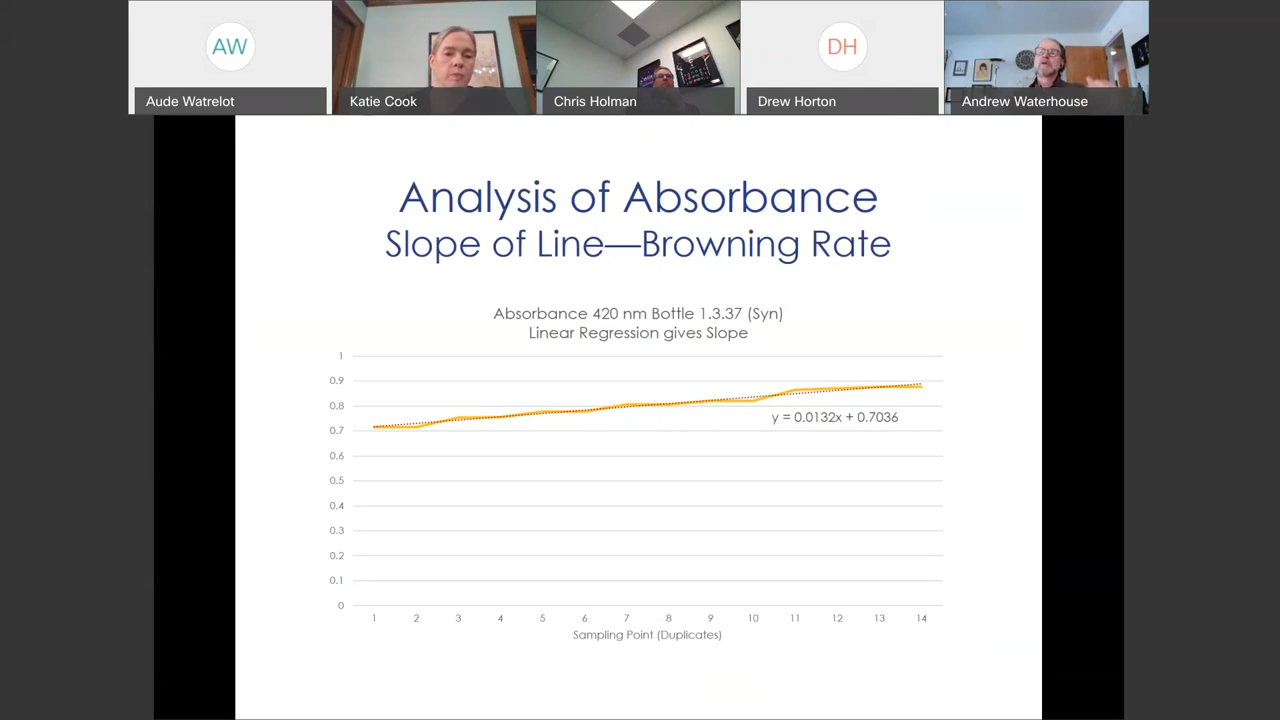 AW
DH
Aude Watrelot
Katie Cook
Chris Holman
Drew Horton
Andrew Waterhouse
Analysis of Absorbance
Slope of Line—Browning Rate
Absorbance 420 nm Bottle 1.3.37 (Syn)
Linear Regression gives Slope
1
0.9
0.8
y = 0.0132x + 0.7036
0.7
0.6
0.5
0.4
0.3
0.2
0.1
0
1 2 3 4 5 6 7 8 9 10 11 12 13 14
Sampling Point (Duplicates)